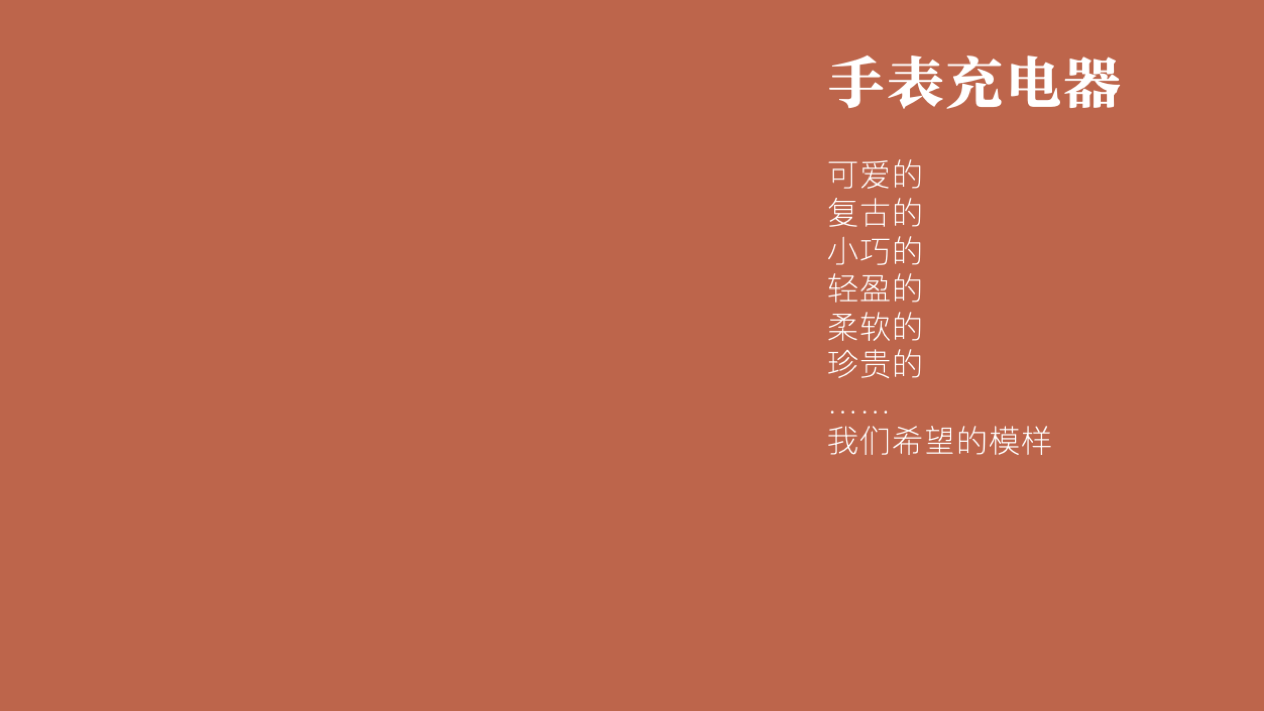 手表充电器
可爱的
复古的
小巧的
轻盈的
柔软的
珍贵的
……
我们希望的模样